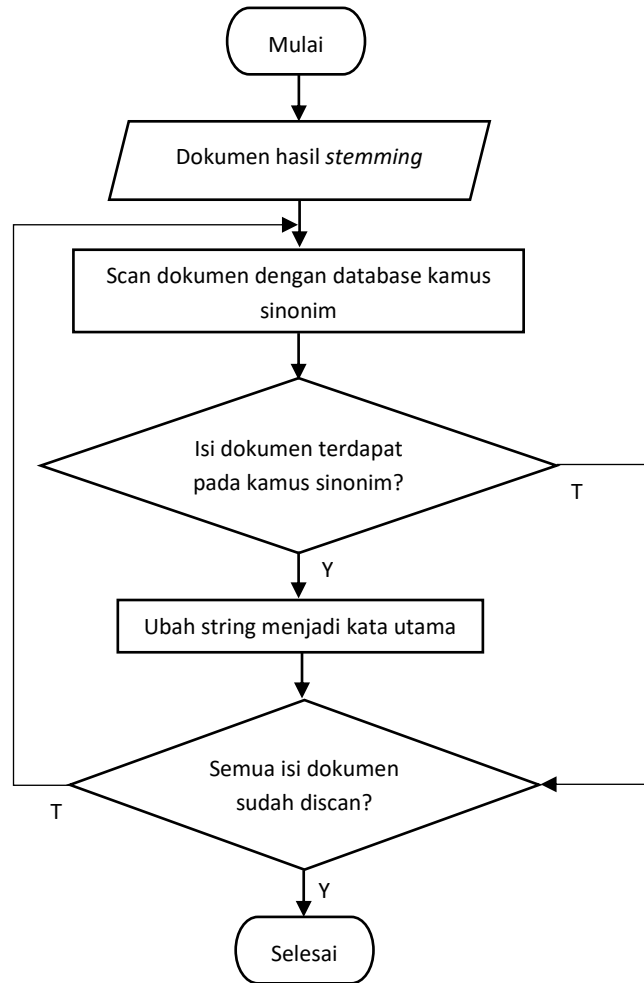 Mulai
Dokumen hasil stemming
Scan dokumen dengan database kamus
sinonim
Isi dokumen terdapat
pada kamus sinonim?
T
Y
Ubah string menjadi kata utama
Semua isi dokumen
sudah discan?
T
Y
Selesai